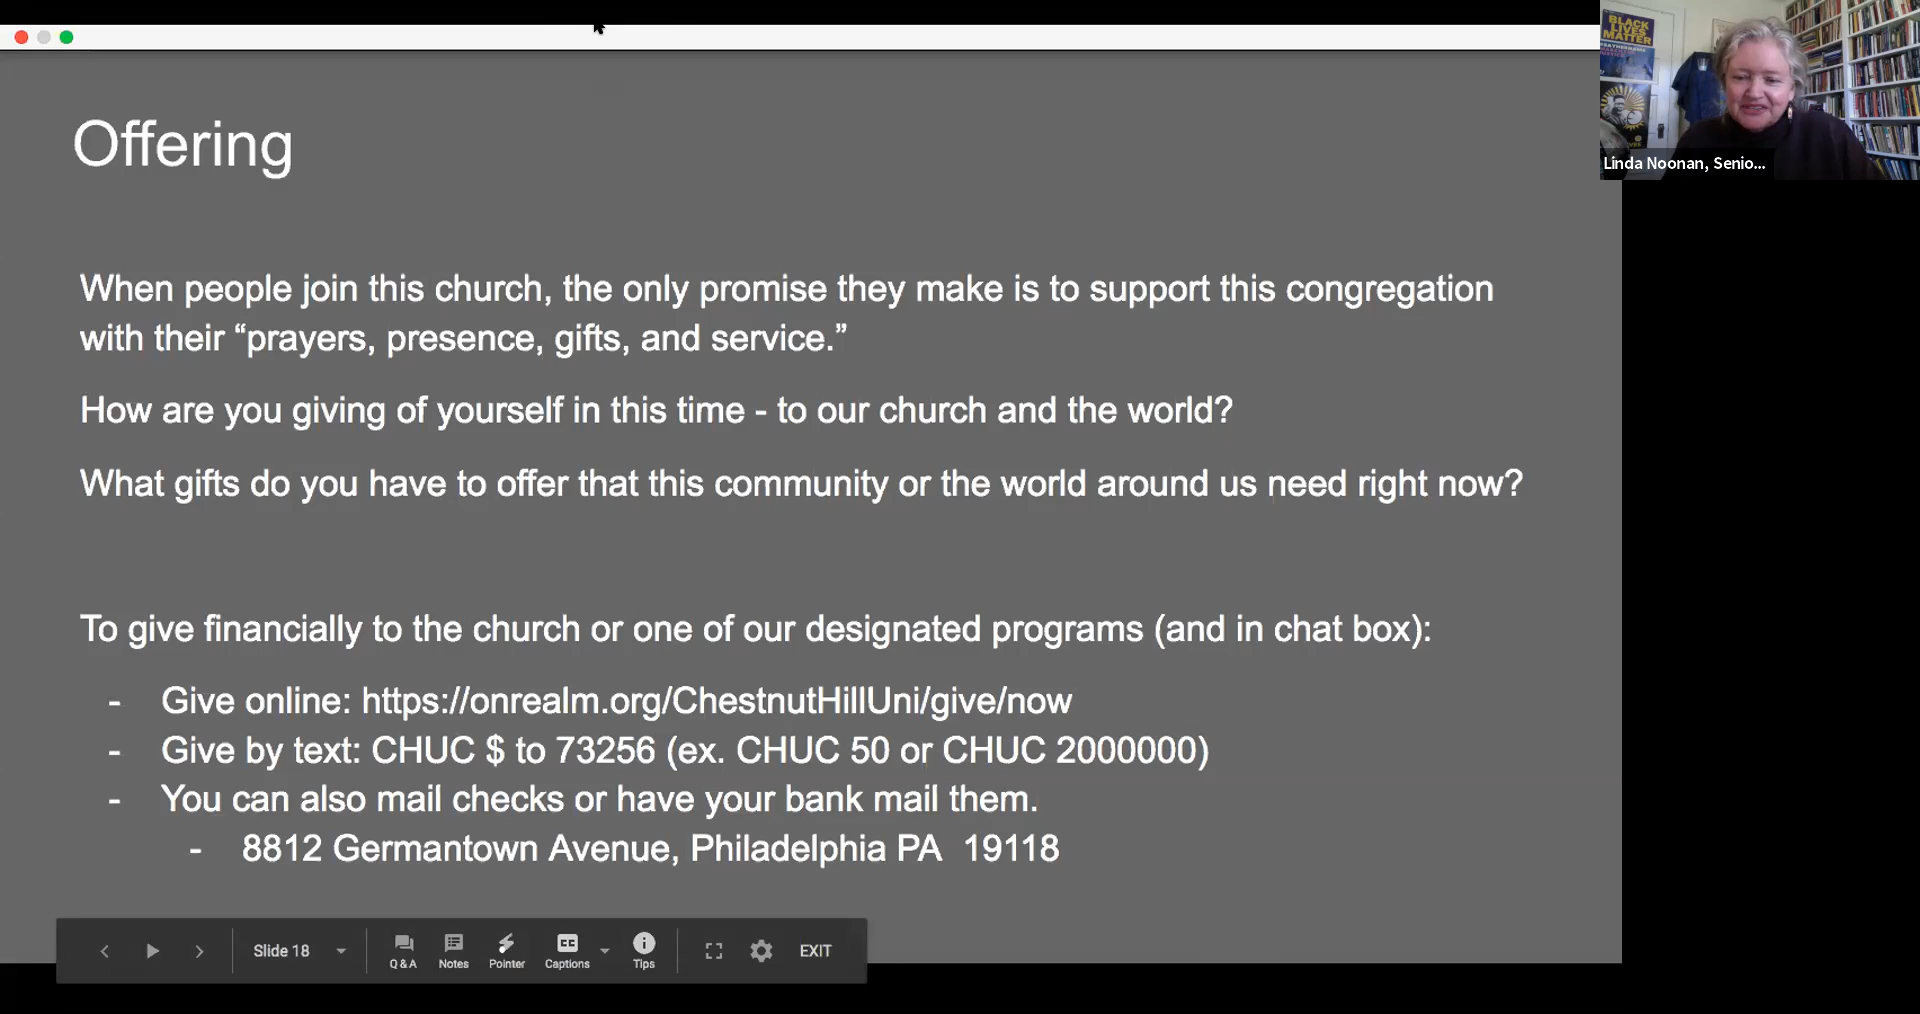 Offering
When people join this church, the only promise they make is to support this congregation
with their “prayers, presence, gifts, and service.”
How are you giving of yourself in this time - to our church and the world?
What gifts do you have to offer that this community or the world around us need right now?
To give financially to the church or one of our designated programs (and in chat box):
- Give online: https://onrealm.org/ChestnutHillUni/give/now
- Give by text: CHUC $ to 73256 (ex. CHUC 50 or CHUC 2000000)
- You can also mail checks or have your bank mail them.
- 8812 Germantown Avenue, Philadelphia PA 19118
Slide 18
Q & A
Notes
Pointer
CC
Captions
Tips
EXIT
BLACK
LIVES
MATTER
Linda Noonan, Senio...